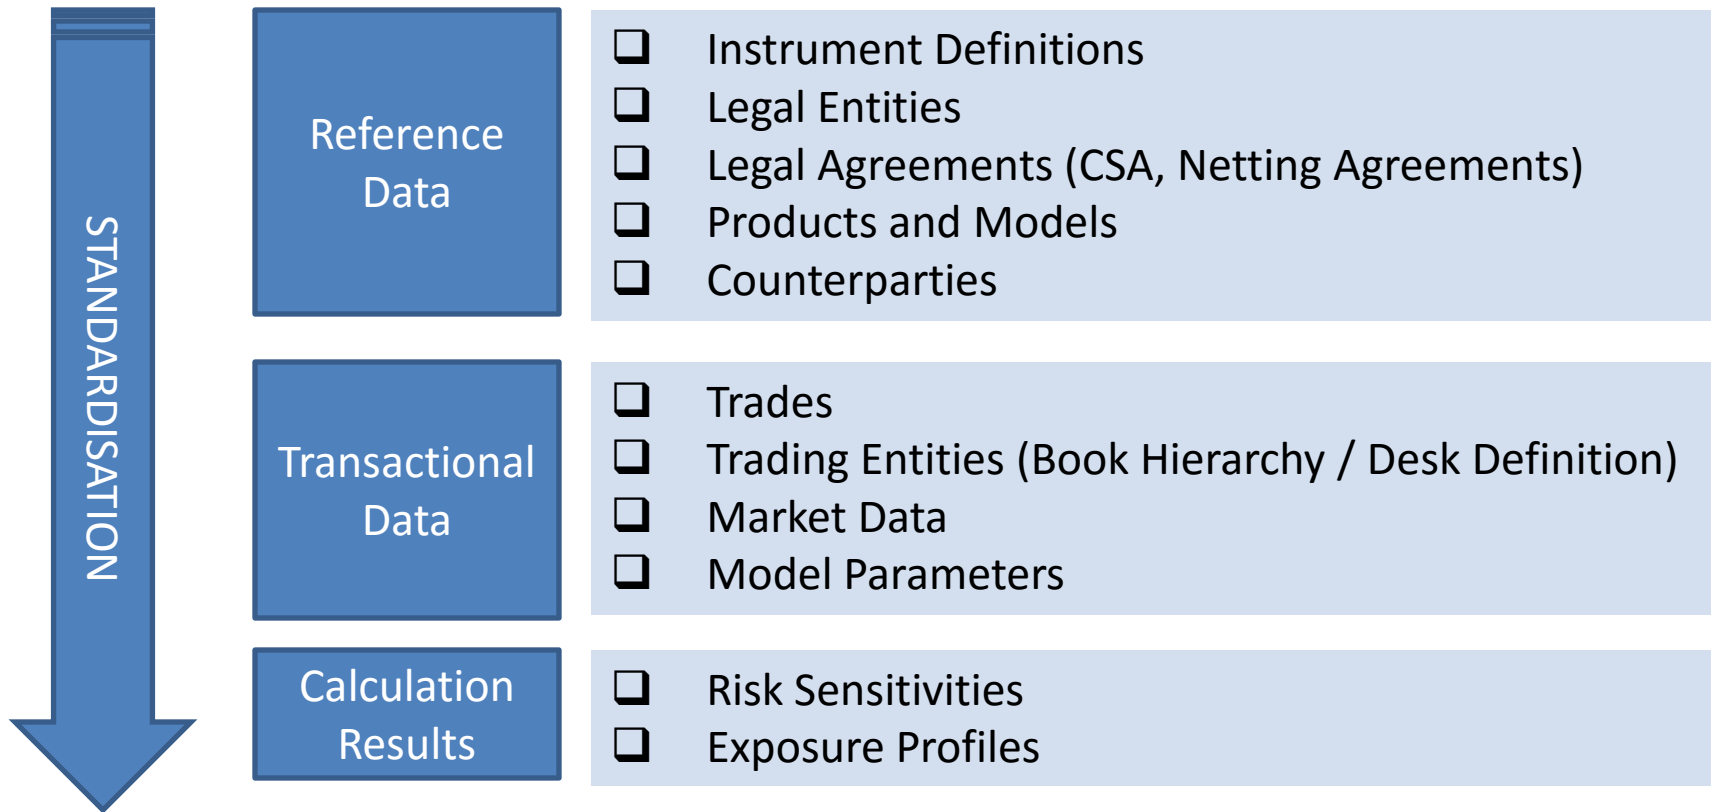 STANDARDISATION
Reference
Data
❑ Instrument Definitions
❑ Legal Entities
❑ Legal Agreements (CSA, Netting Agreements)
❑ Products and Models
❑ Counterparties
Transactional
Data
❑ Trades
❑ Trading Entities (Book Hierarchy / Desk Definition)
❑ Market Data
❑ Model Parameters
Calculation
Results
❑ Risk Sensitivities
❑ Exposure Profiles